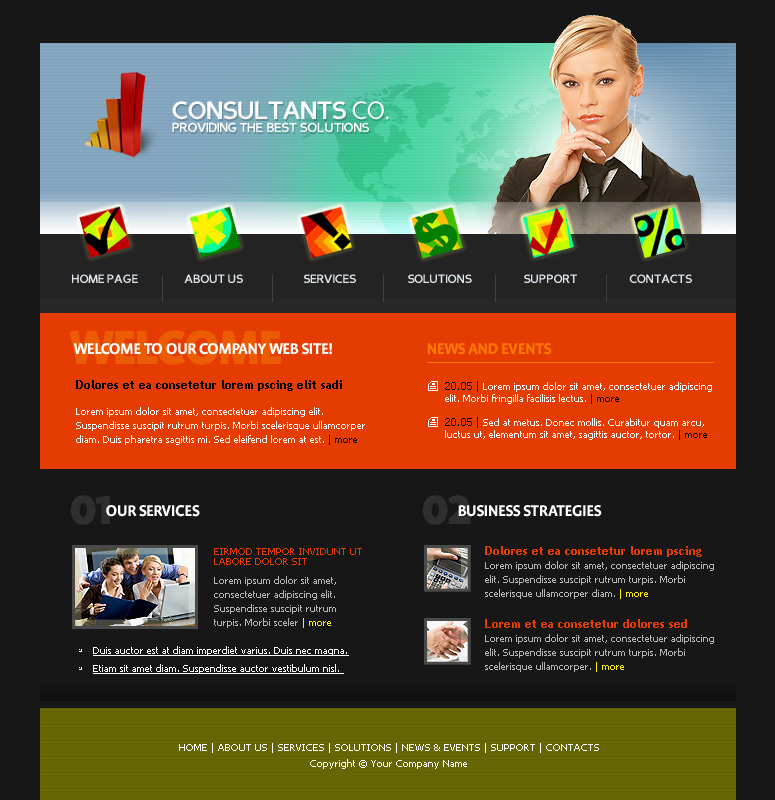 CONSULTANTS CO.
PROVIDING THE BEST SOLUTIONS
HOME PAGE
ABOUT US
SERVICES
SOLUTIONS
SUPPORT
CONTACTS
WELCOME
WELCOME TO OUR COMPANY WEB SITE!
Dolores et ea consetetur lorem pscing elit sadi
Lorem ipsum dolor sit amet, consectetuer adipiscing elit.
Suspendisse suscipit rutrum turpis. Morbi scelerisque ullamcorper
diam. Duis pharetra sagittis mi. Sed eleifend lorem at est. | more
NEWS AND EVENTS
20.05 | Lorem ipsum dolor sit amet, consectetuer adipiscing
elit. Morbi fringilla facilisis lectus. | more
20.05 | Sed at metus. Donec mollis. Curabitur quam arcu,
luctus ut, elementum sit amet, sagittis auctor, tortor. | more
01 OUR SERVICES
EIRMOD TEMPOR INVIDUNT UT
LABORE DOLOR SIT
Lorem ipsum dolor sit amet,
consectetuer adipiscing elit.
Suspendisse suscipit rutrum
turpis. Morbi sceler | more
Duis auctor est at diam imperdiet varius. Duis nec magna.
Etiam sit amet diam. Suspendisse auctor vestibulum nisl.
02 BUSINESS STRATEGIES
Dolores et ea consetetur lorem pscing
Lorem ipsum dolor sit amet, consectetuer adipiscing
elit. Suspendisse suscipit rutrum turpis. Morbi
scelerisque ullamcorper diam. | more
Lorem et ea consetetur dolores sed
Lorem ipsum dolor sit amet, consectetuer adipiscing
elit. Suspendisse suscipit rutrum turpis. Morbi
scelerisque ullamcorper. | more
HOME | ABOUT US | SERVICES | SOLUTIONS | NEWS & EVENTS | SUPPORT | CONTACTS
Copyright © Your Company Name